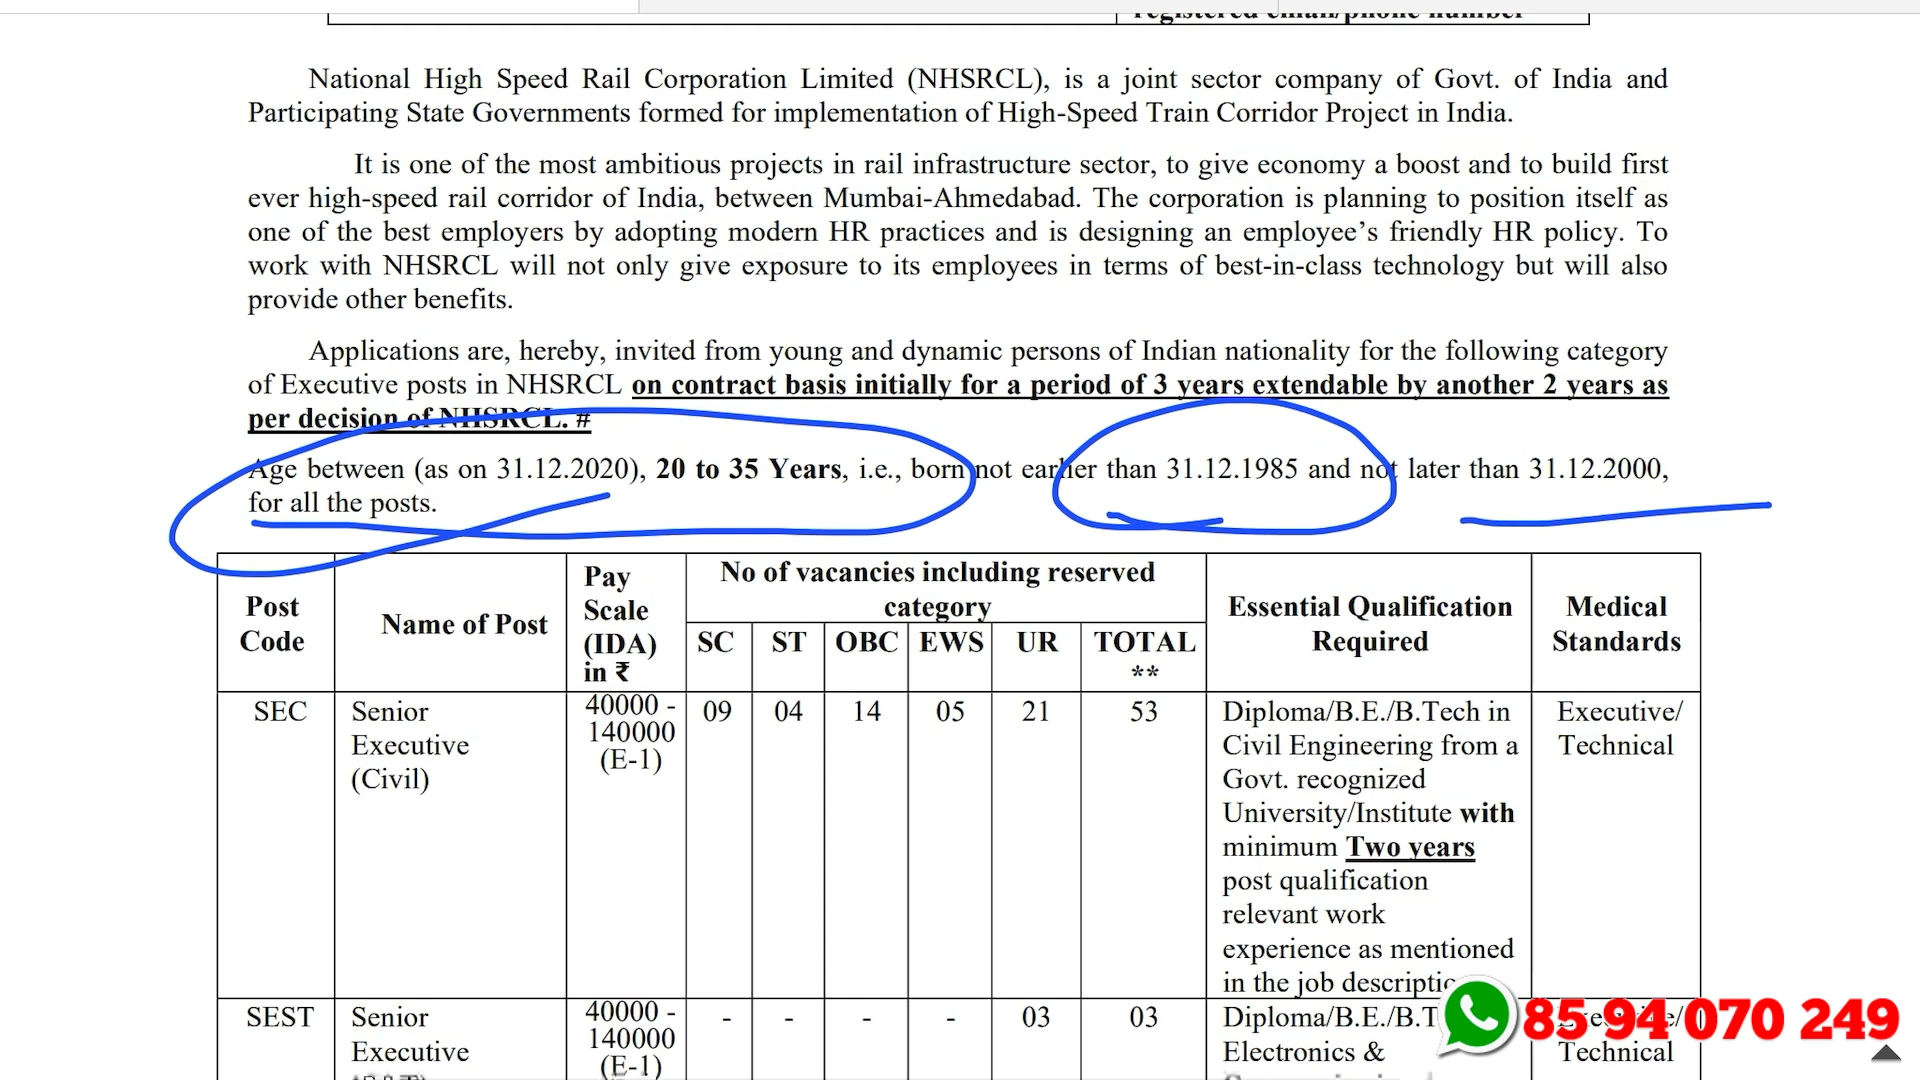 registered email/phone number
National High Speed Rail Corporation Limited (NHSRCL), is a joint sector company of Govt. of India and
Participating State Governments formed for implementation of High-Speed Train Corridor Project in India.
It is one of the most ambitious projects in rail infrastructure sector, to give economy a boost and to build first
ever high-speed rail corridor of India, between Mumbai-Ahmedabad. The corporation is planning to position itself as
one of the best employers by adopting modern HR practices and is designing an employee’s friendly HR policy. To
work with NHSRCL will not only give exposure to its employees in terms of best-in-class technology but will also
provide other benefits.
Applications are, hereby, invited from young and dynamic persons of Indian nationality for the following category
of Executive posts in NHSRCL on contract basis initially for a period of 3 years extendable by another 2 years as
per decision of NHSRCL. #
Age between (as on 31.12.2020), 20 to 35 Years, i.e., born not earlier than 31.12.1985 and not later than 31.12.2000,
for all the posts.
Post
Code
Name of Post
Pay
Scale
(IDA)
in ₹
No of vacancies including reserved
category
SC ST OBC EWS UR TOTAL
**
Essential Qualification
Required
Medical
Standards
SEC
Senior
Executive
(Civil)
40000 -
140000
(E-1)
09 04 14 05 21 53
Diploma/B.E./B.Tech in
Civil Engineering from a
Govt. recognized
University/Institute with
minimum Two years
post qualification
relevant work
experience as mentioned
in the job descriptio
Executive/
Technical
SEST
Senior
Executive
40000 -
140000
(E-1)
- - - - 03 03
Diploma/B.E./B.T
Electronics &
Executive/
Technical
85 94 070 249